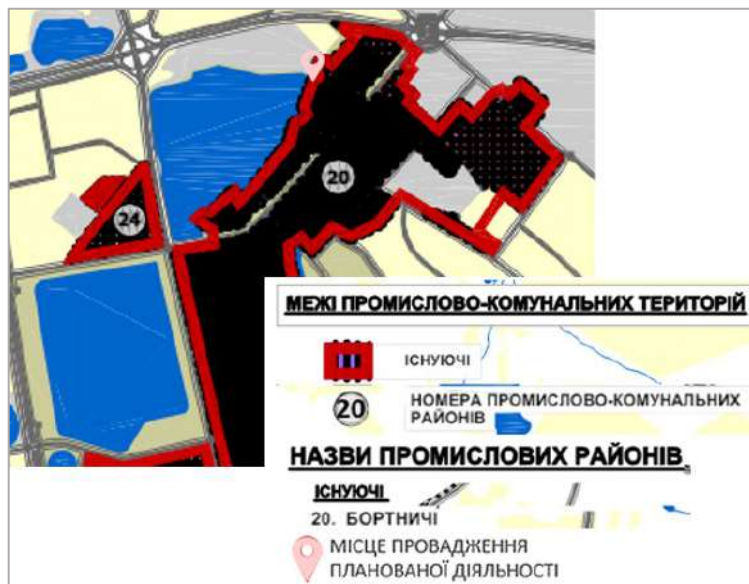 20
24
МЕЖІ ПРОМИСЛОВО-КОМУНАЛЬНИХ ТЕРИТОРІЙ
ІСНУЮЧІ
20
НОМЕРА ПРОМИСЛОВО-КОМУНАЛЬНИХ
РАЙОНІВ
НАЗВИ ПРОМИСЛОВИХ РАЙОНІВ
ІСНУЮЧІ
20. БОРТНИЧІ
МІСЦЕ ПРОВАДЖЕННЯ
ПЛАНОВАНОЇ ДІЯЛЬНОСТІ